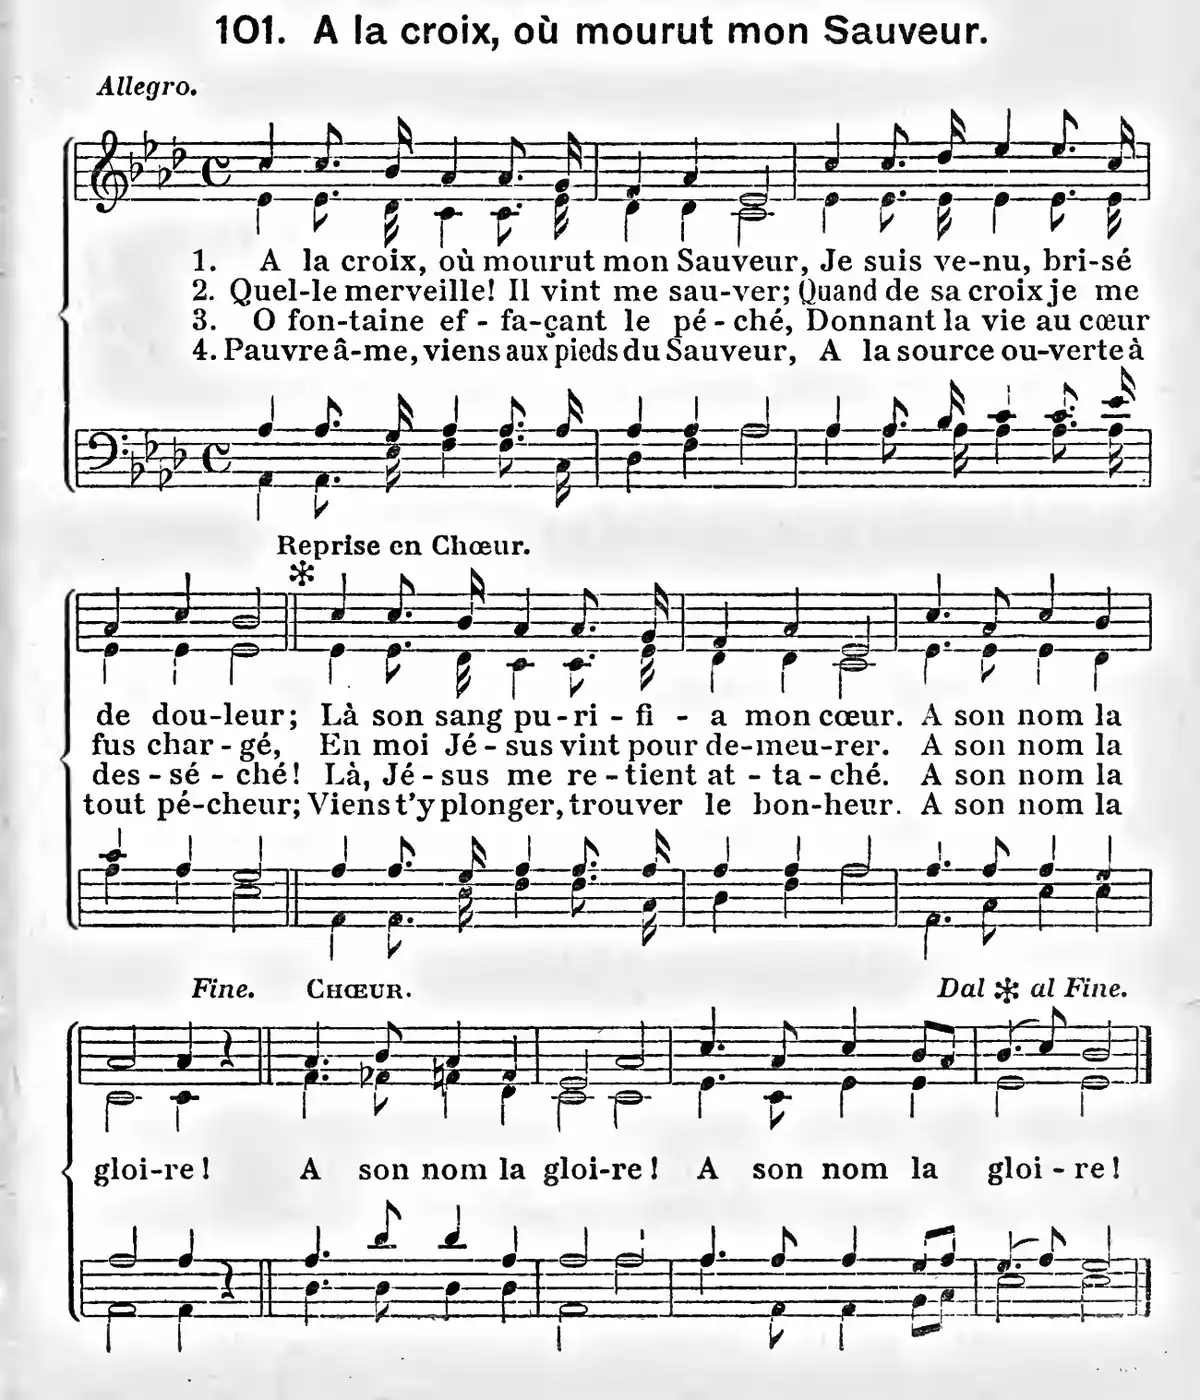 101. A la croix, où mourut mon Sauveur.
Allegro.
1. A la croix, où mourut mon Sauveur, Je suis ve-nu, bri-sé
2. Quel-le merveille! Il vint me sau-ver; Quand de sa croix je me
3. O fon-taine ef - fa-çant le pé - ché, Donnant la vie au cœur
4. Pauvre â-me, viens aux pieds du Sauveur, A la source ou-verte à
Reprise en Chœur.
de dou-leur; Là son sang pu - ri - fi - a mon cœur. A son nom la
fus char - gé, En moi Jé - sus vint pour de-meu-rer. A son nom la
des - sé - ché! Là, Jé - sus me re - tient at - ta - ché. A son nom la
tout pé-cheur; Viens t'y plonger, trouver le bon-heur. A son nom la
Fine. CHŒUR. Dal ✻ al Fine.
gloi-re! A son nom la gloi-re! A son nom la gloi - re!